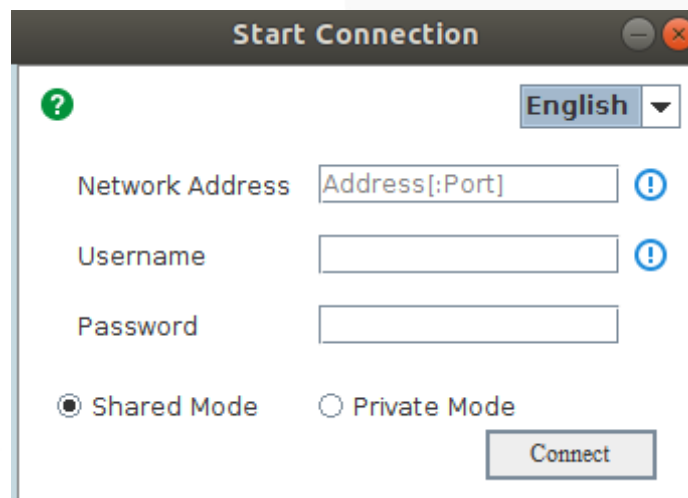 Start Connection
?
English
Network Address Address[:Port] !
Username !
Password
Shared Mode Private Mode
Connect